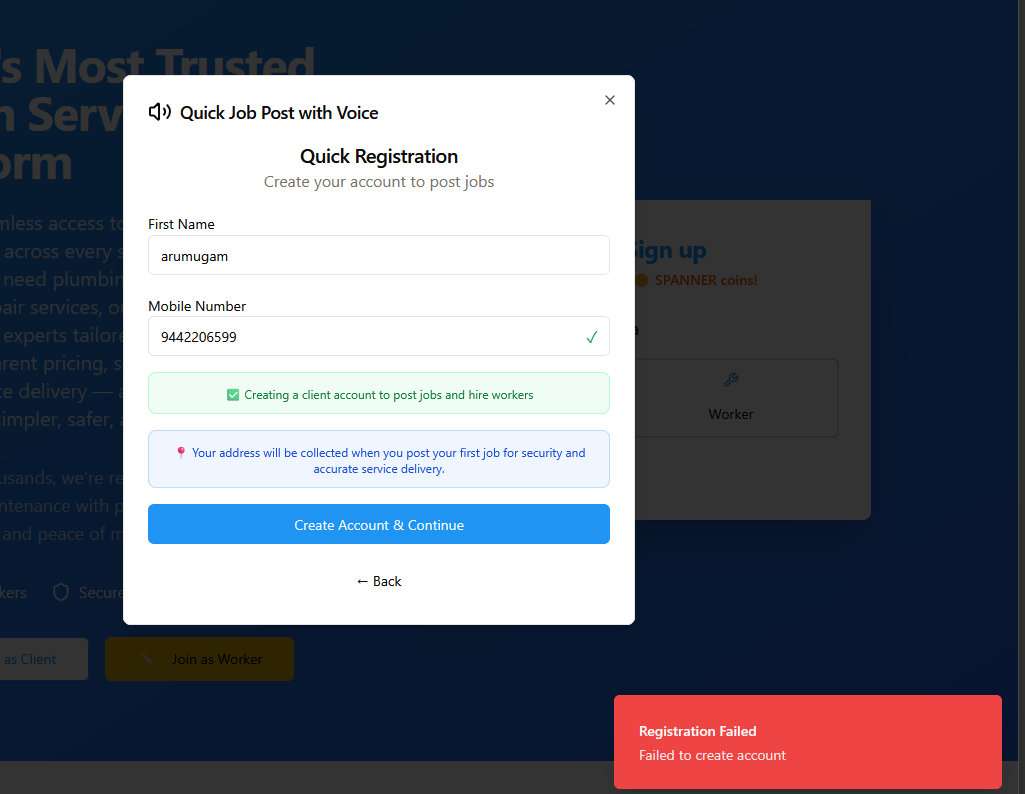 's Most Trusted
Quick Job Post with Voice
Quick Registration
Create your account to post jobs
First Name
arumugam
Mobile Number
9442206599 ✓
✅ Creating a client account to post jobs and hire workers
📍 Your address will be collected when you post your first job for security and
accurate service delivery.
Create Account & Continue
← Back
Sign up
SPANNER coins!
Worker
mless access to
across every
need plumbin
air services, o
experts tailore
rent pricing, s
e delivery —
simpler, safer,
usands, we're re
ntenance with p
and peace of m
kers
Secure
as Client
Join as Worker
Registration Failed
Failed to create account